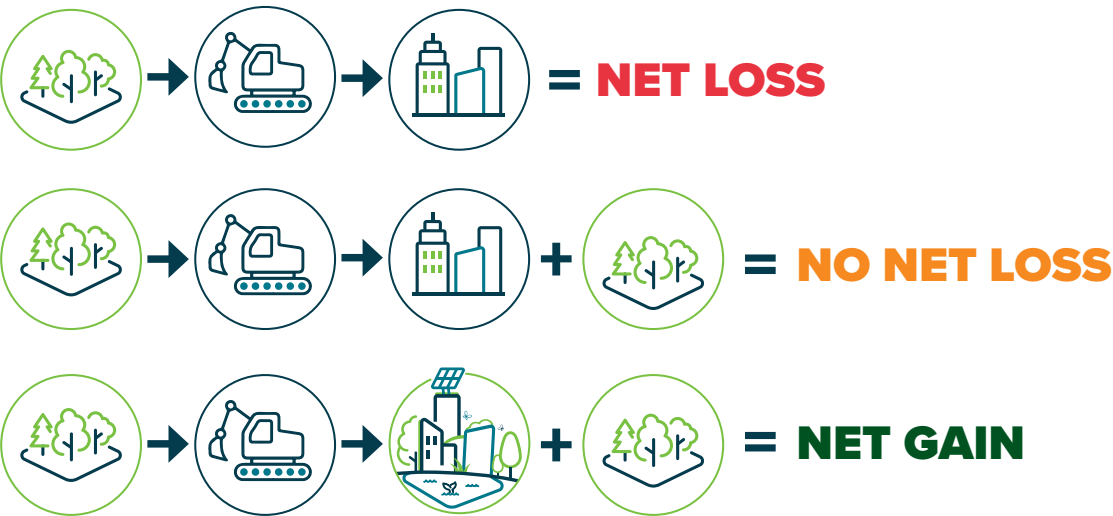 = NET LOSS
+ = NO NET LOSS
+ = NET GAIN